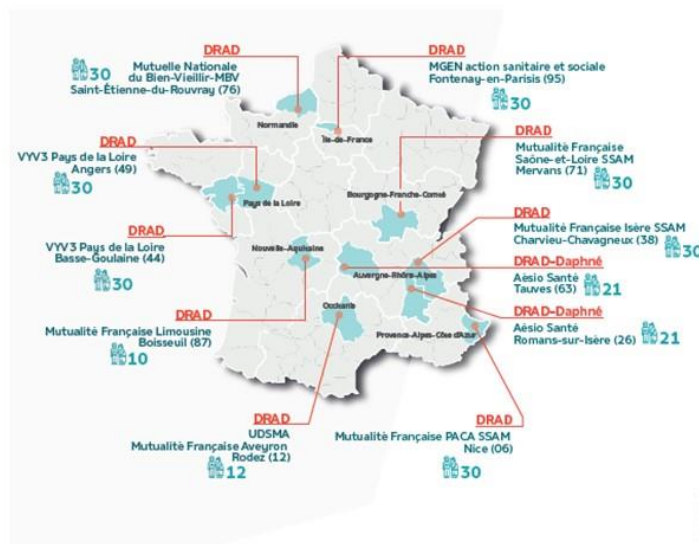 DRAD
Mutuelle Nationale
du Bien-Vieillir-MBV
Saint-Étienne-du-Rouvray (76)
30
DRAD
MGEN action sanitaire et sociale
Fontenay-en-Parisis (95)
30
Normandie
Île-de-France
DRAD
VYV3 Pays de la Loire
Angers (49)
30
DRAD
Mutualité Française
Saône-et-Loire SSAM
Mervans (71)
30
Pays de la Loire
Bourgogne-Franche-Comté
DRAD
VYV3 Pays de la Loire
Basse-Goulaine (44)
30
DRAD
Mutualité Française Isère SSAM
Charvieu-Chavagneux (38)
30
Nouvelle-Aquitaine
Auvergne-Rhône-Alpes
DRAD-Daphné
Aésio Santé
Tauves (63)
21
DRAD-Daphné
Aésio Santé
Romans-sur-Isère (26)
21
Occitanie
Provence-Alpes-Côte d'Azur
DRAD
Mutualité Française Limousine
Boisseuil (87)
10
DRAD
UDSMA
Mutualité Française Aveyron
Rodez (12)
12
DRAD
Mutualité Française PACA SSAM
Nice (06)
30